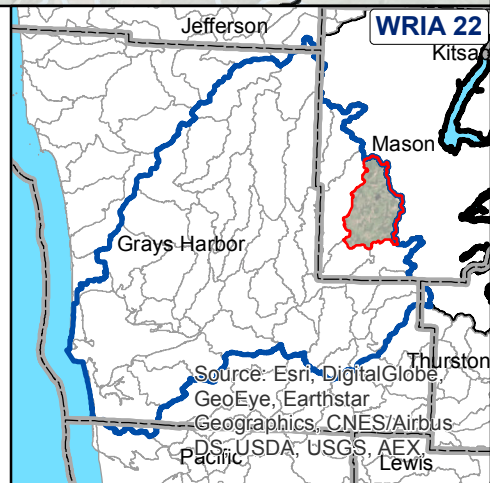 Jefferson
WRIA 22
Kitsap
Mason
Grays Harbor
Thurston
Source: Esri, DigitalGlobe,
GeoEye, Earthstar
Geographics, CNES/Airbus
DS, USDA, USGS, AEX,
Pacific
Lewis